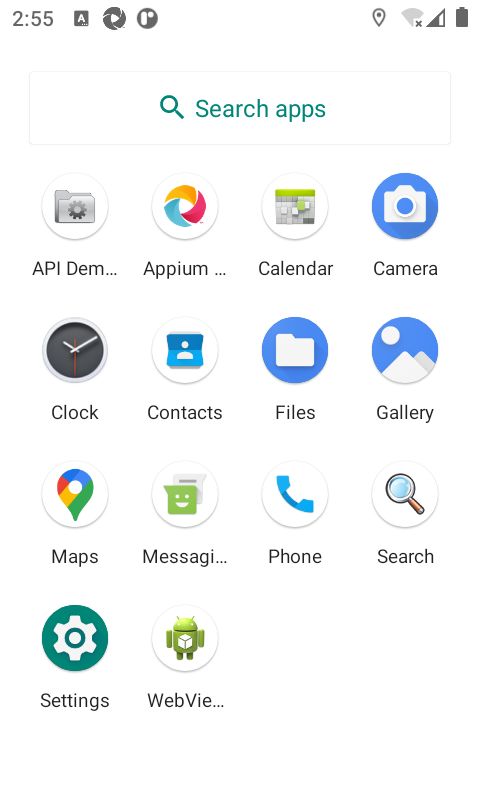 2:55
Search apps
API Dem...
Appium ...
Calendar
Camera
Clock
Contacts
Files
Gallery
Maps
Messagi...
Phone
Search
Settings
WebVie...